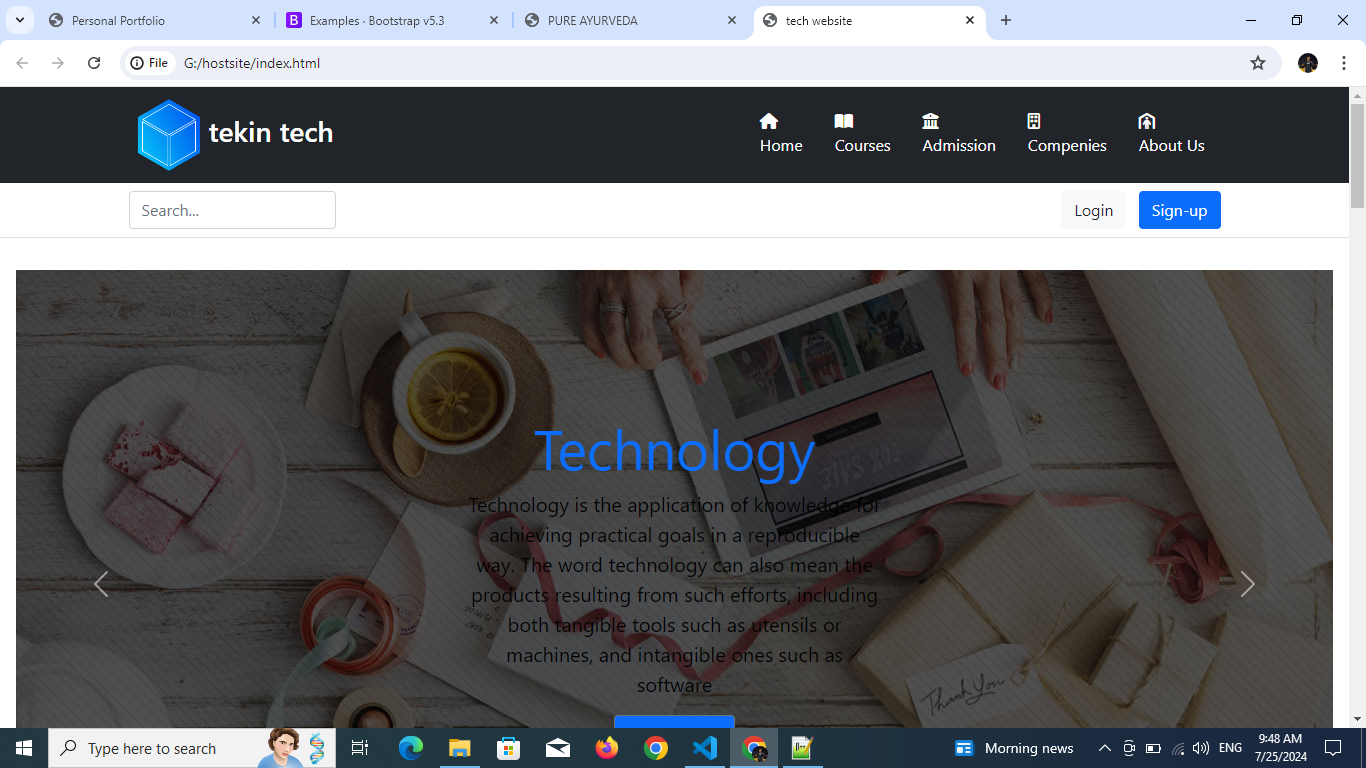 Personal Portfolio
Examples · Bootstrap v5.3
PURE AYURVEDA
tech website
File
G:/hostsite/index.html
tekin tech
Home
Courses
Admission
Compenies
About Us
Search...
Login
Sign-up
Technology
Technology is the application of knowledge for
achieving practical goals in a reproducible
way. The word technology can also mean the
products resulting from such efforts, including
both tangible tools such as utensils or
machines, and intangible ones such as
software
Thank You
Type here to search
Morning news
ENG
9:48 AM
7/25/2024